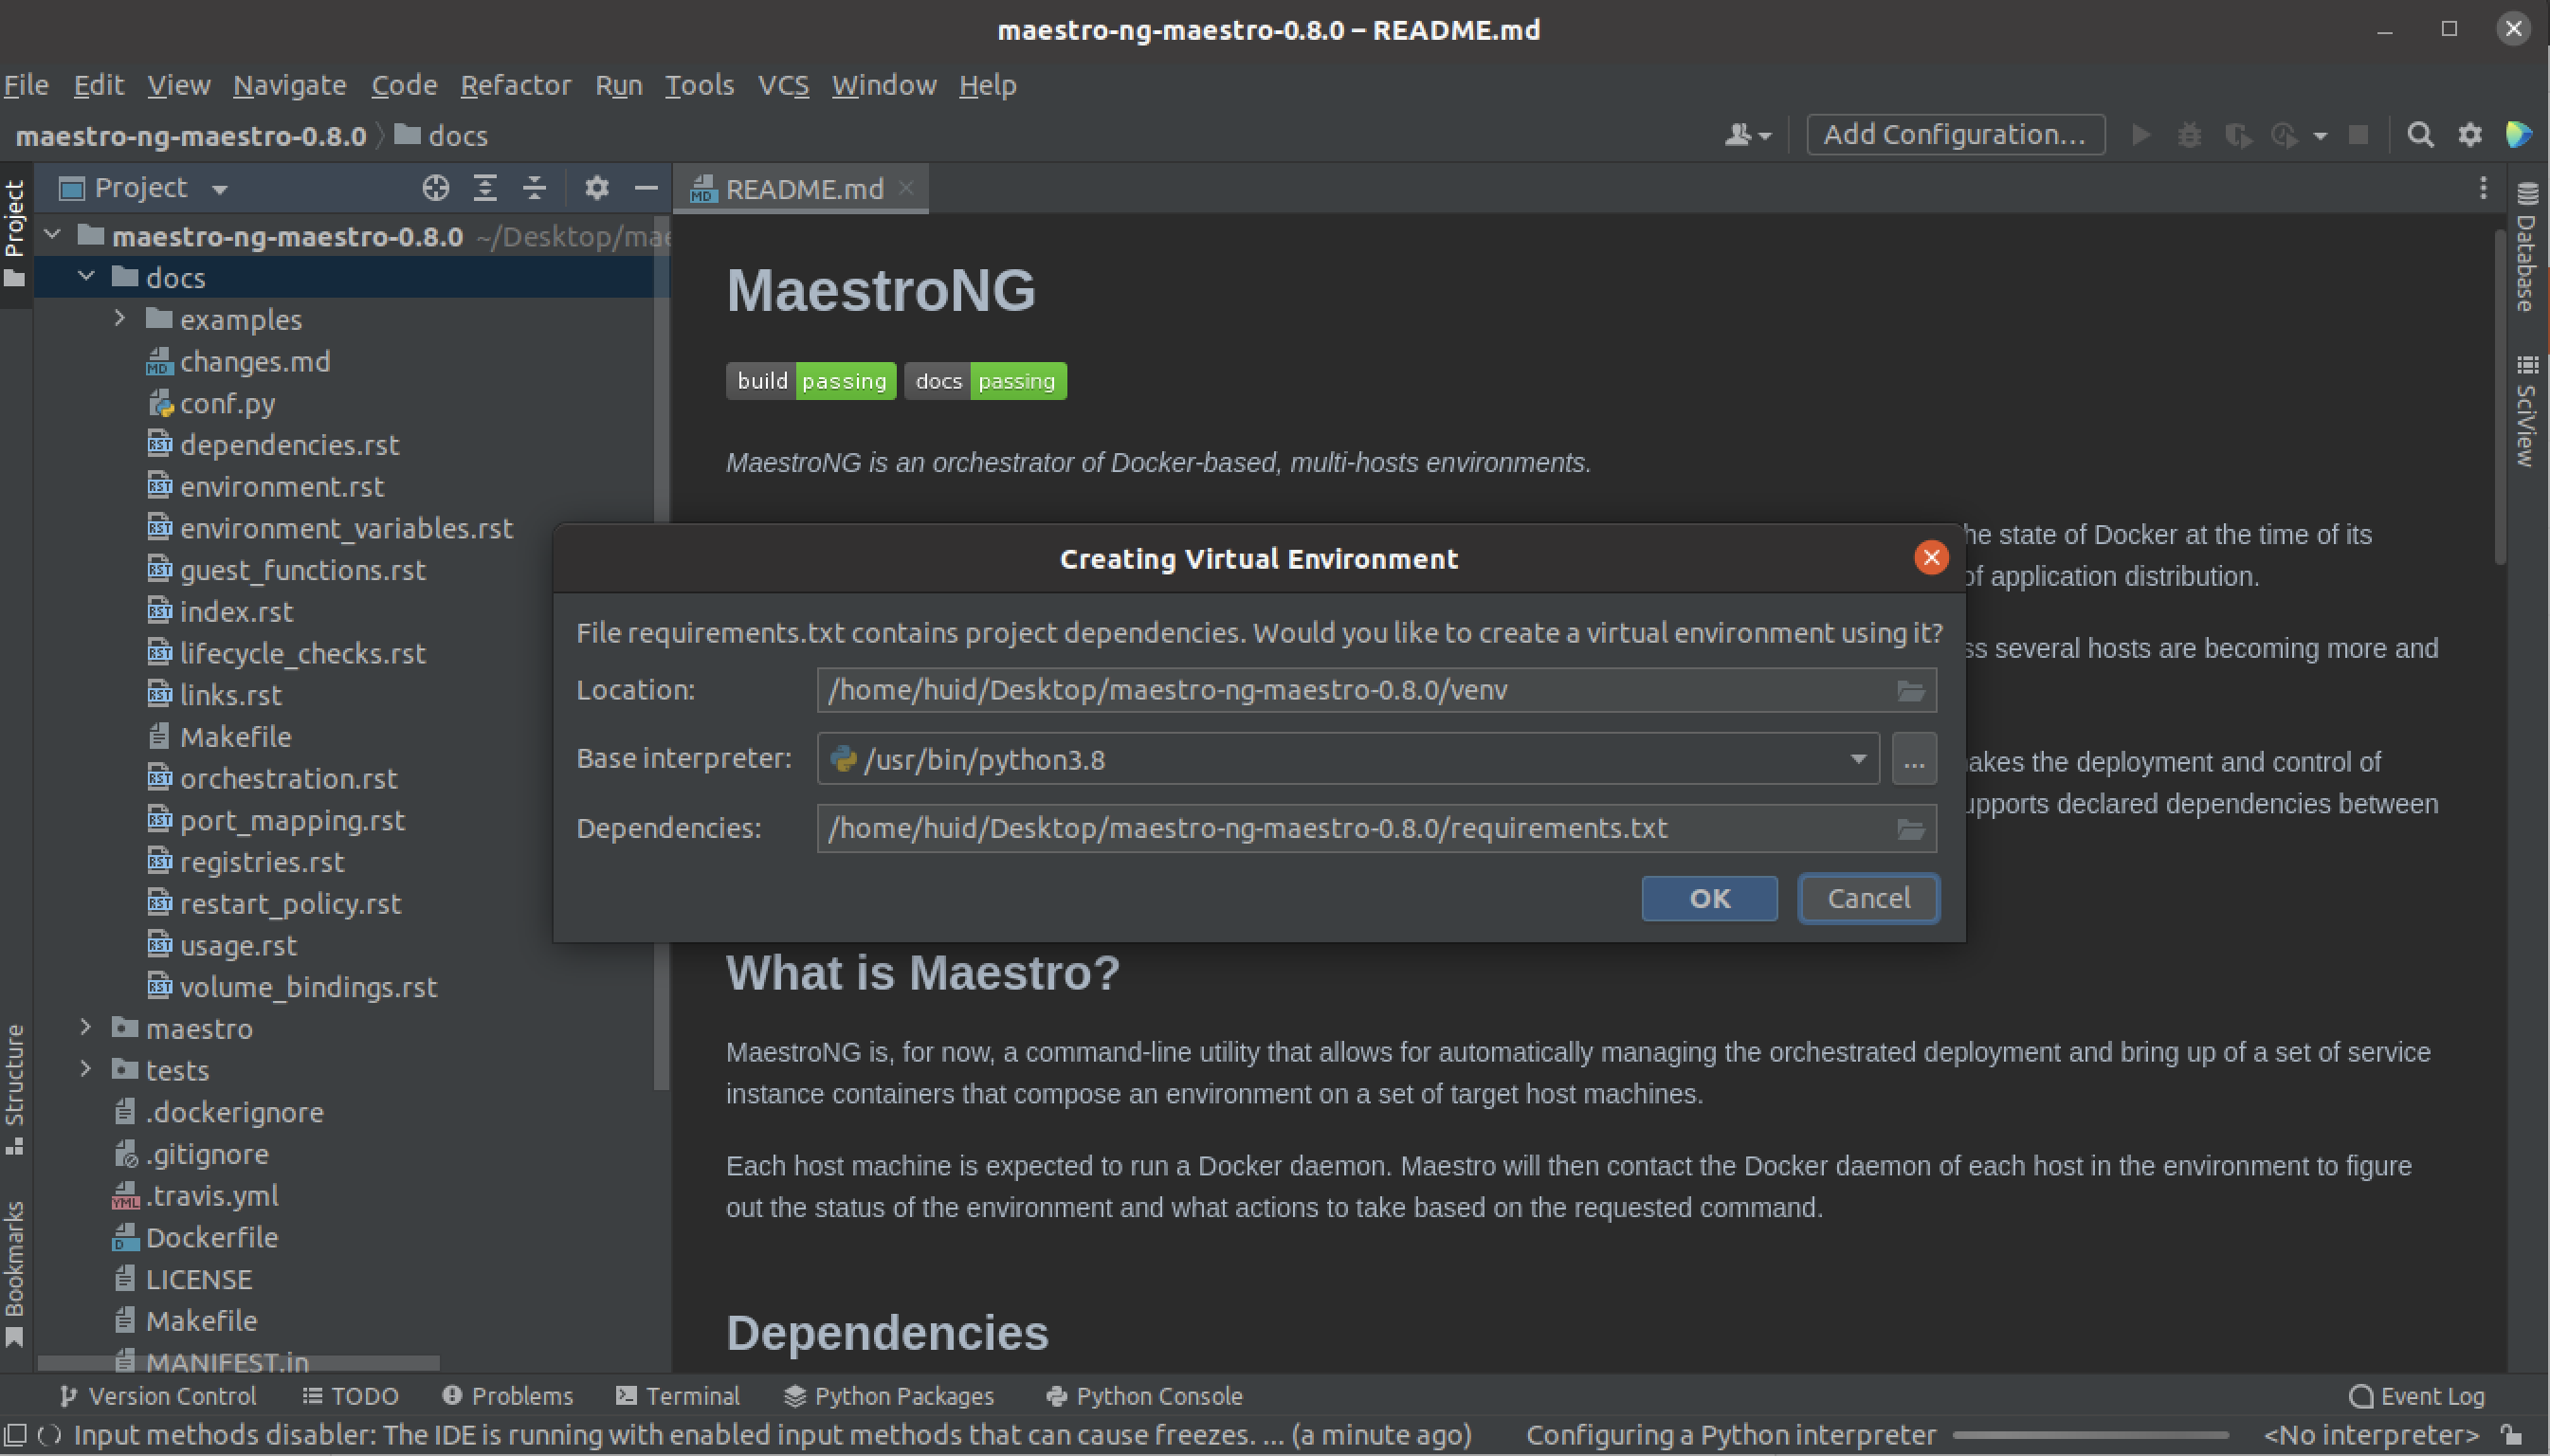 maestro-ng-maestro-0.8.0 – README.md
File Edit View Navigate Code Refactor Run Tools VCS Window Help
maestro-ng-maestro-0.8.0 docs
Add Configuration...
Project
Project
README.md
maestro-ng-maestro-0.8.0 ~/Desktop/mae
docs
examples
changes.md
conf.py
dependencies.rst
environment.rst
environment_variables.rst
guest_functions.rst
index.rst
lifecycle_checks.rst
links.rst
Makefile
orchestration.rst
port_mapping.rst
registries.rst
restart_policy.rst
usage.rst
volume_bindings.rst
maestro
tests
.dockerignore
.gitignore
.travis.yml
Dockerfile
LICENSE
Makefile
MANIFEST.in
Structure
Bookmarks
MaestroNG
build passing docs passing
MaestroNG is an orchestrator of Docker-based, multi-hosts environments.
he state of Docker at the time of its
of application distribution.
ss several hosts are becoming more and
akes the deployment and control of
upports declared dependencies between
Creating Virtual Environment
File requirements.txt contains project dependencies. Would you like to create a virtual environment using it?
Location: /home/huid/Desktop/maestro-ng-maestro-0.8.0/venv
Base interpreter: /usr/bin/python3.8 ...
Dependencies: /home/huid/Desktop/maestro-ng-maestro-0.8.0/requirements.txt
OK Cancel
What is Maestro?
MaestroNG is, for now, a command-line utility that allows for automatically managing the orchestrated deployment and bring up of a set of service
instance containers that compose an environment on a set of target host machines.
Each host machine is expected to run a Docker daemon. Maestro will then contact the Docker daemon of each host in the environment to figure
out the status of the environment and what actions to take based on the requested command.
Dependencies
Database
SciView
Version Control TODO Problems Terminal Python Packages Python Console Event Log
Input methods disabler: The IDE is running with enabled input methods that can cause freezes. ... (a minute ago) Configuring a Python interpreter <No interpreter>